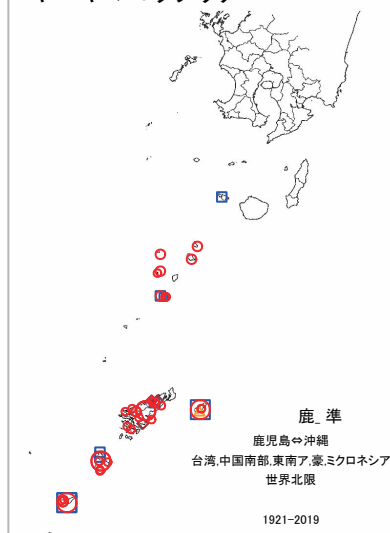 鹿_準
鹿児島⇔沖縄
台湾,中国南部,東南ア,豪,ミクロネシア
世界北限
1921-2019